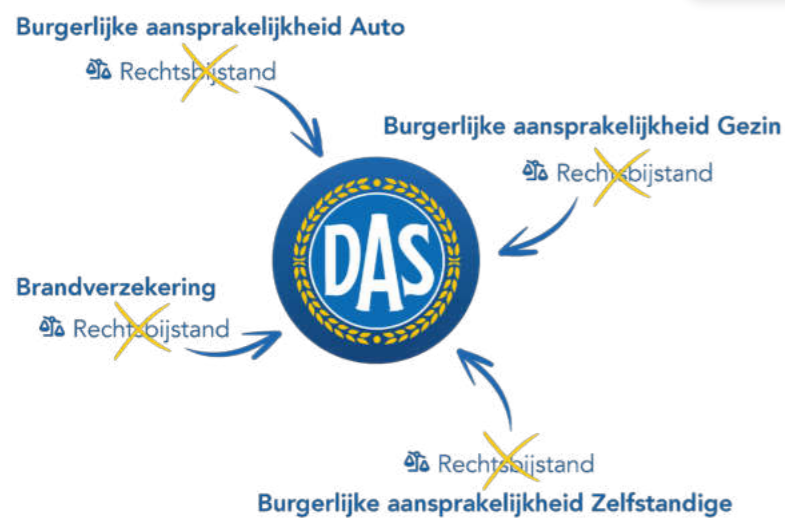 Burgerlijke aansprakelijkheid Auto
Rechtsbijstand
Burgerlijke aansprakelijkheid Gezin
Rechtsbijstand
DAS
Brandverzekering
Rechtsbijstand
Rechtsbijstand
Burgerlijke aansprakelijkheid Zelfstandige